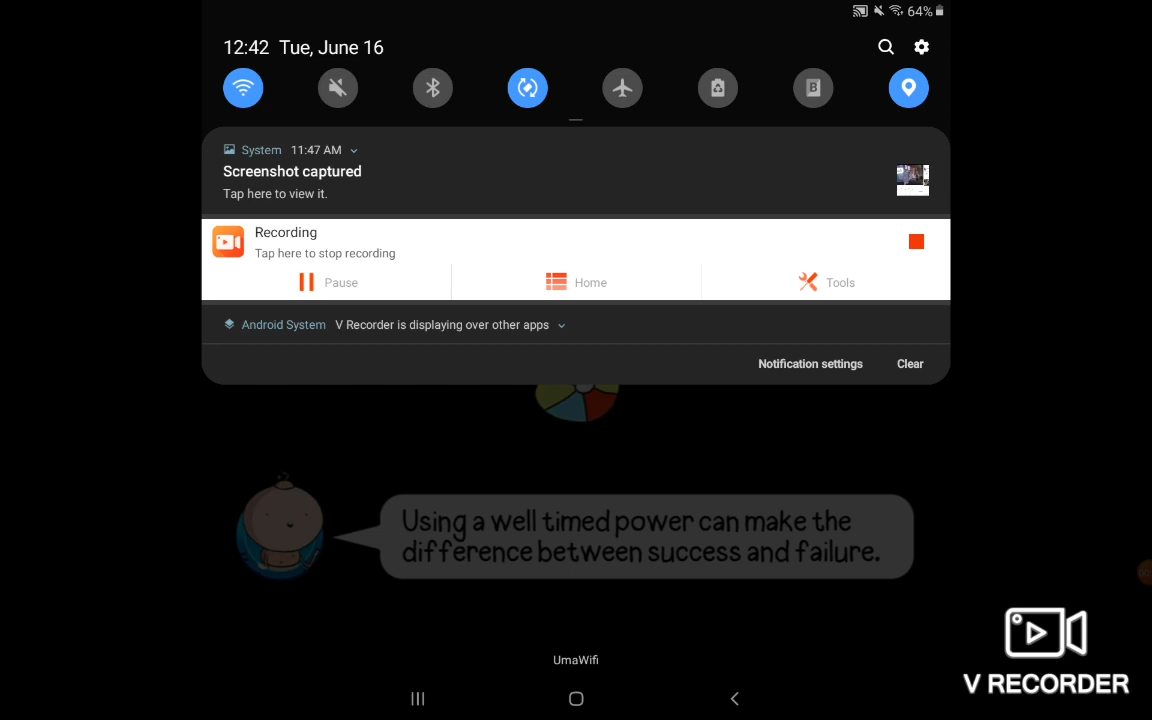 64%
12:42 Tue, June 16
B
System 11:47 AM
Screenshot captured
Tap here to view it.
Recording
Tap here to stop recording
Pause Home Tools
Android System V Recorder is displaying over other apps
Notification settings Clear
Using a well timed power can make the
difference between success and failure.
UmaWifi
V RECORDER